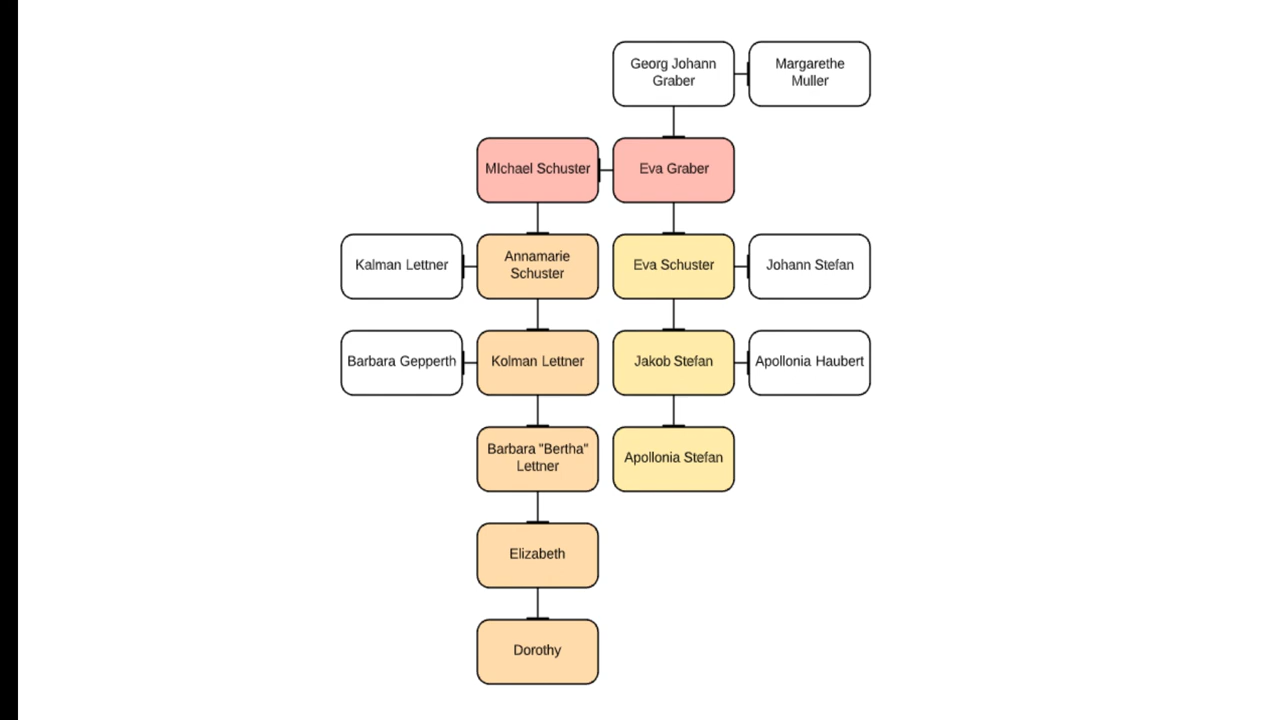 Georg Johann
Graber
Margarethe
Muller
MIchael Schuster
Eva Graber
Kalman Lettner
Annamarie
Schuster
Eva Schuster
Johann Stefan
Barbara Gepperth
Kolman Lettner
Jakob Stefan
Apollonia Haubert
Barbara "Bertha"
Lettner
Apollonia Stefan
Elizabeth
Dorothy